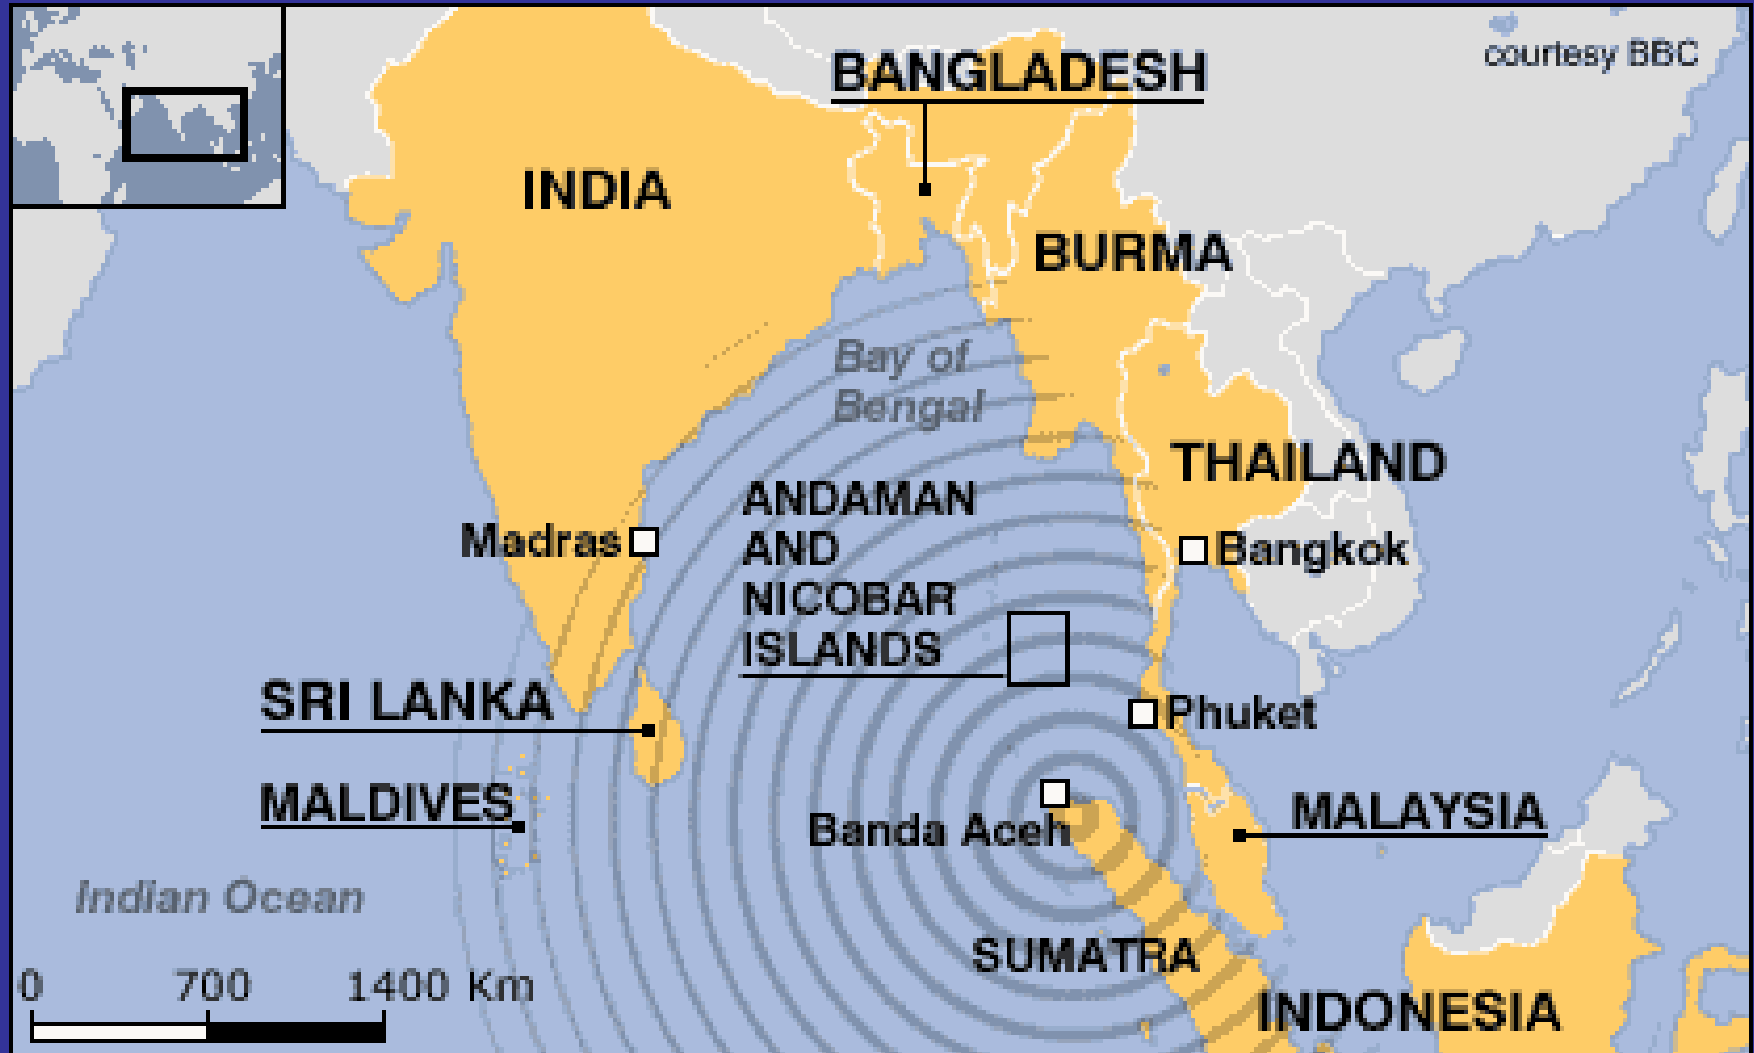 courtesy BBC
BANGLADESH
INDIA
BURMA
Bay of
Bengal
THAILAND
ANDAMAN
AND
NICOBAR
ISLANDS
Madras
Bangkok
SRI LANKA
Phuket
MALDIVES
MALAYSIA
Banda Aceh
Indian Ocean
SUMATRA
0 700 1400 Km
INDONESIA